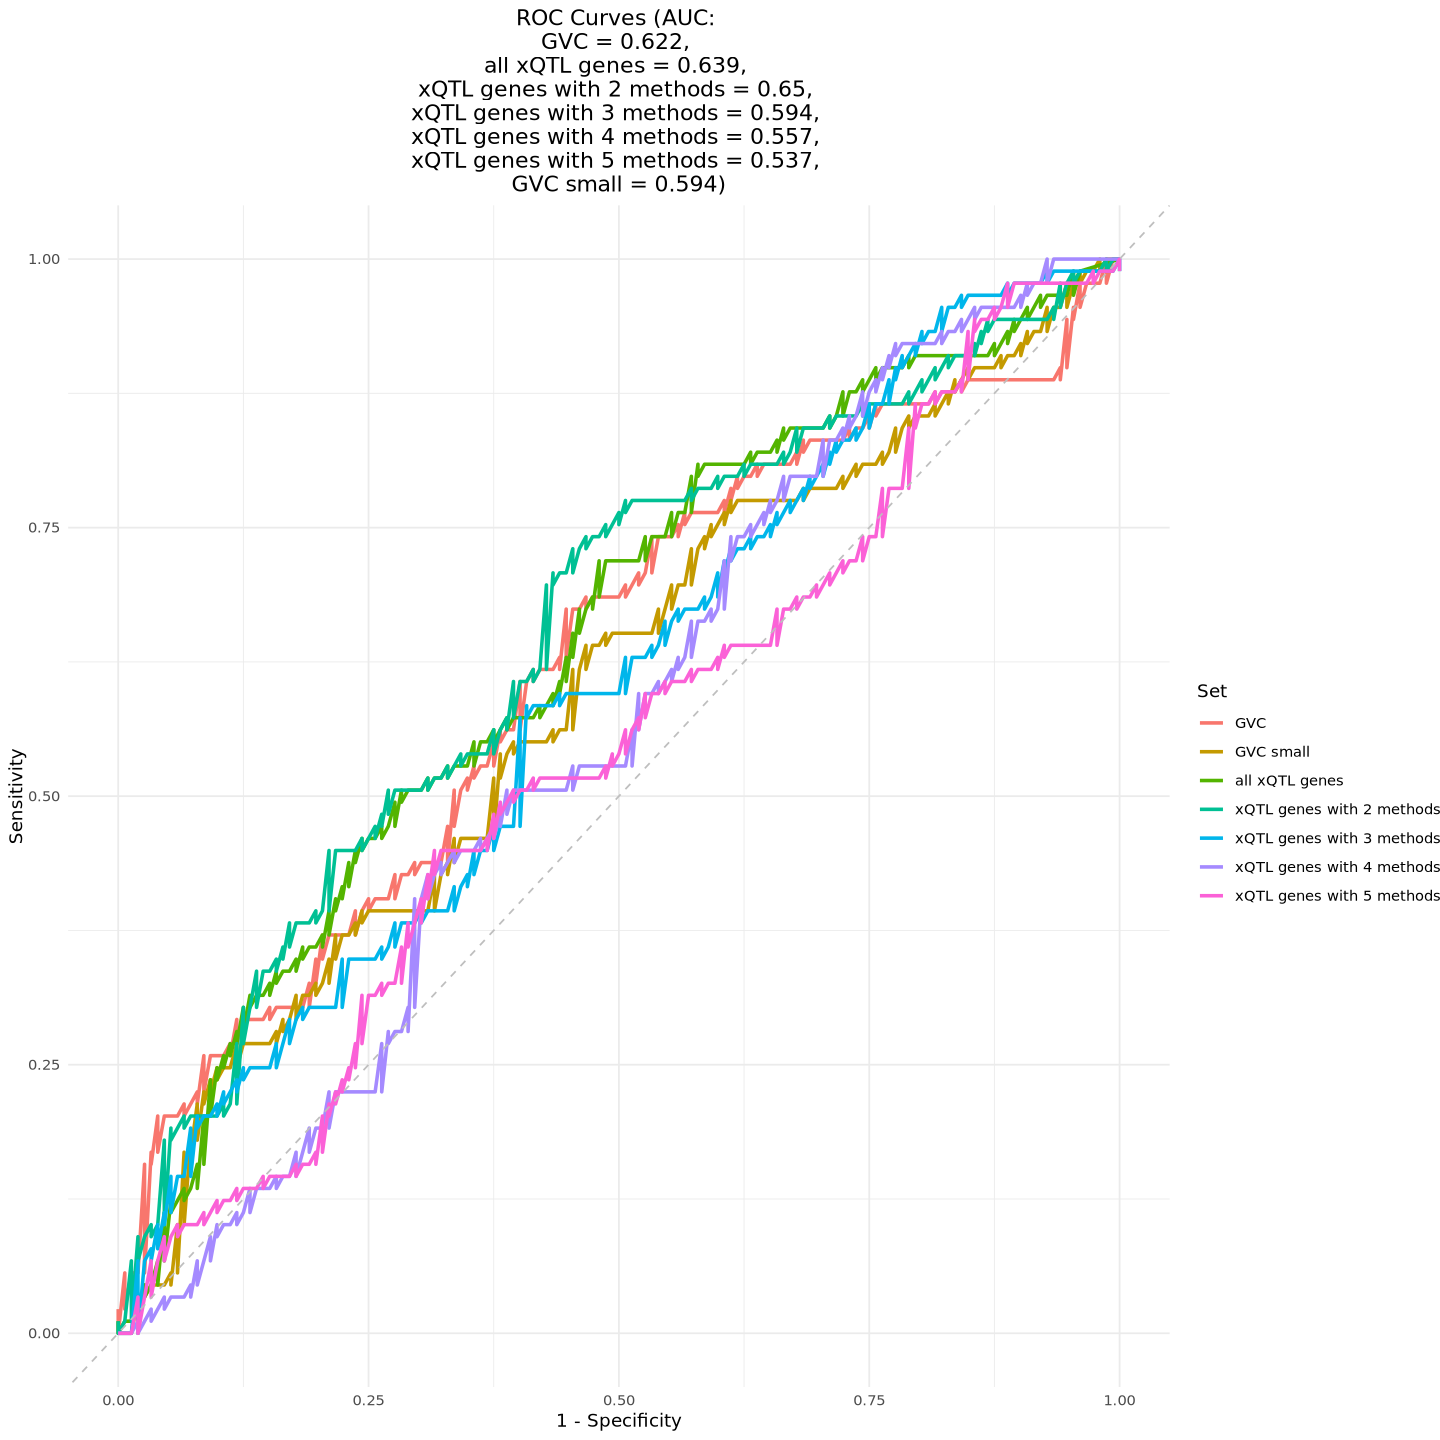 ROC Curves (AUC:
GVC = 0.622,
all xQTL genes = 0.639,
xQTL genes with 2 methods = 0.65,
xQTL genes with 3 methods = 0.594,
xQTL genes with 4 methods = 0.557,
xQTL genes with 5 methods = 0.537,
GVC small = 0.594)
1.00
0.75
0.50
0.25
0.00
Sensitivity
0.00
0.25
0.50
0.75
1.00
1 - Specificity
Set
GVC
GVC small
all xQTL genes
xQTL genes with 2 methods
xQTL genes with 3 methods
xQTL genes with 4 methods
xQTL genes with 5 methods